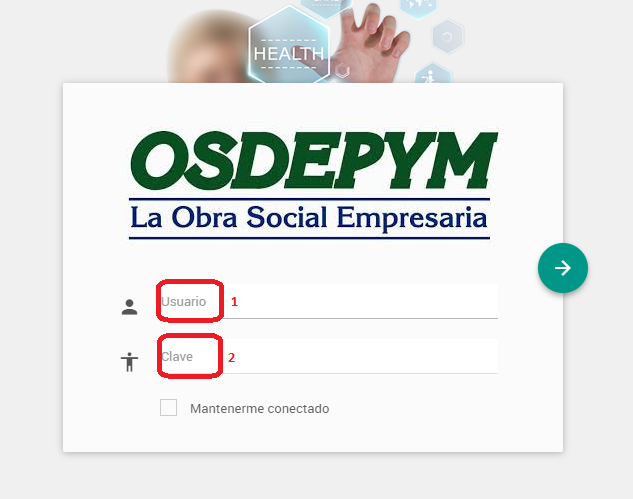 HEALTH
OSDEPYM
La Obra Social Empresaria
Usuario 1
Clave 2
Mantenerme conectado